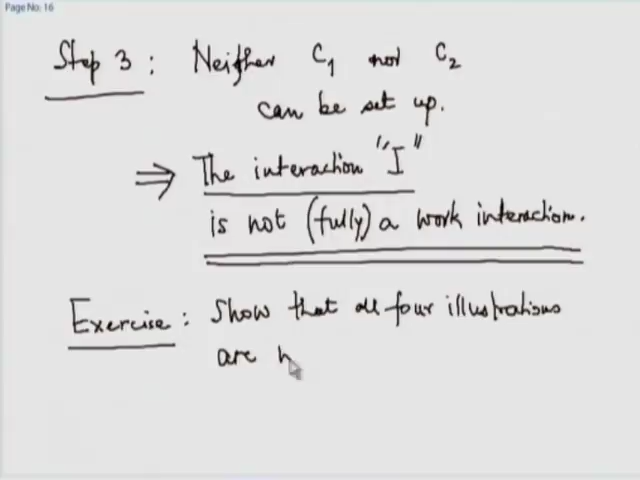 Page No: 16
Step 3 : Neither C1 nor C2
can be set up.
⇒ The interaction "I"
is not (fully) a work interaction.
Exercise : Show that all four illustrations
are